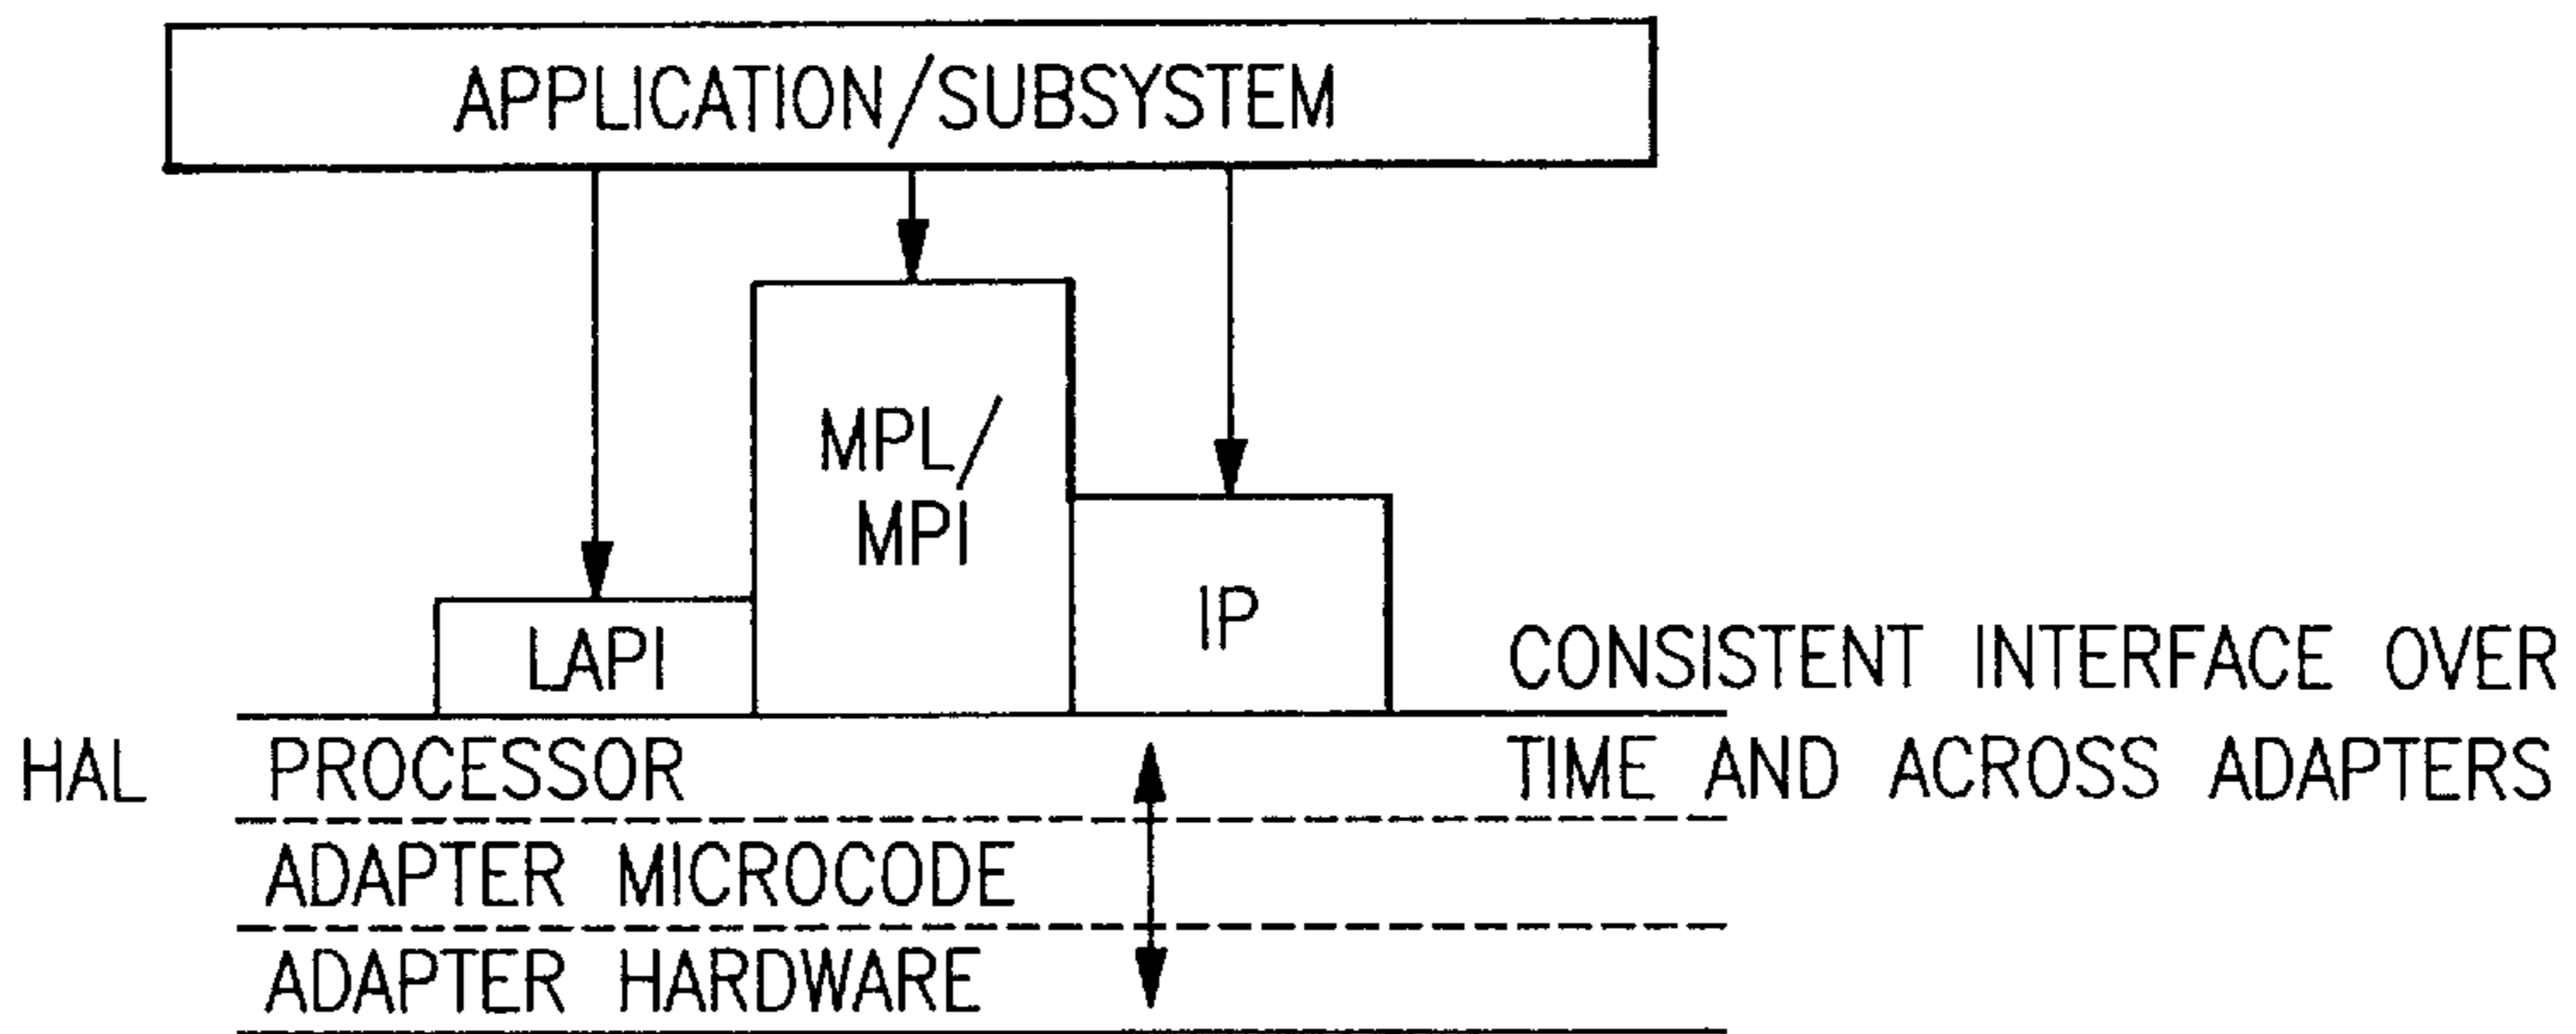 APPLICATION/SUBSYSTEM
MPL/
MPI
IP
LAPI
CONSISTENT INTERFACE OVER
HAL
PROCESSOR
TIME AND ACROSS ADAPTERS
ADAPTER MICROCODE
ADAPTER HARDWARE